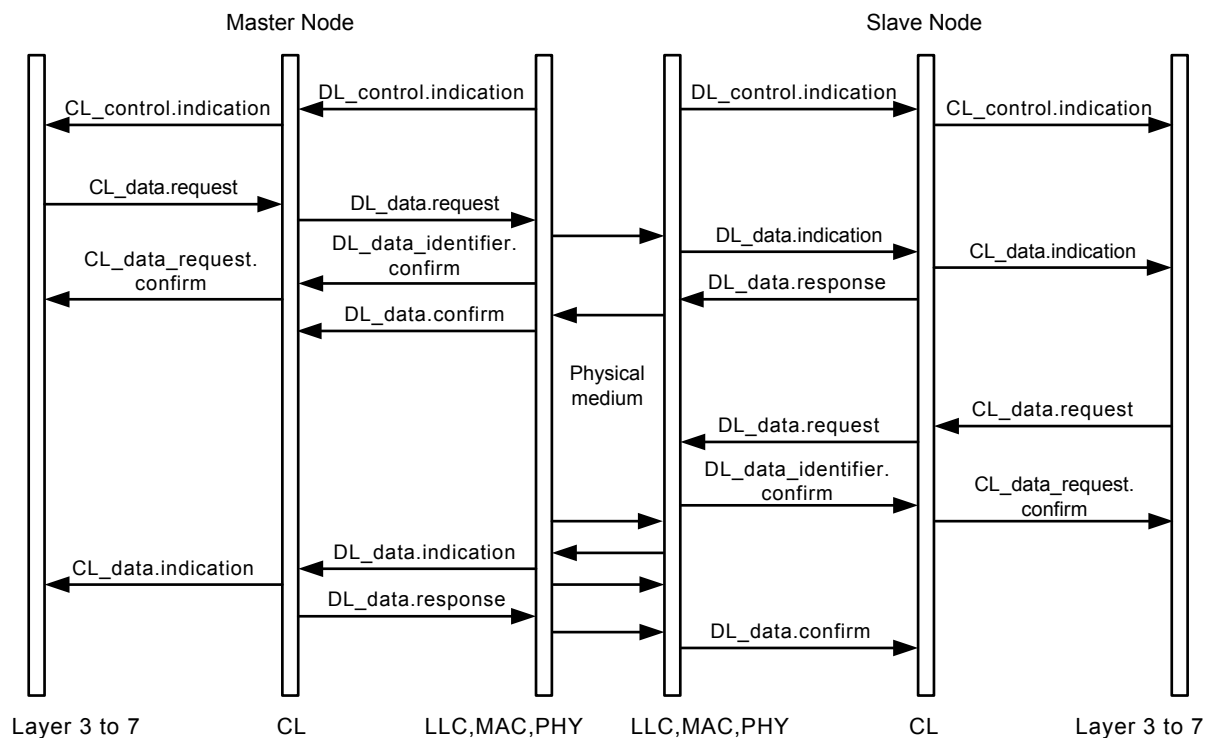 Master Node
Slave Node
DL_control.indication
DL_control.indication
CL_control.indication
CL_control.indication
CL_data.request
DL_data.request
DL_data.indication
DL_data_identifier.
confirm
CL_data.indication
CL_data_request.
confirm
DL_data.response
DL_data.confirm
Physical
medium
CL_data.request
DL_data.request
DL_data_identifier.
confirm
CL_data_request.
confirm
DL_data.indication
CL_data.indication
DL_data.response
DL_data.confirm
Layer 3 to 7
CL
LLC,MAC,PHY
LLC,MAC,PHY
CL
Layer 3 to 7